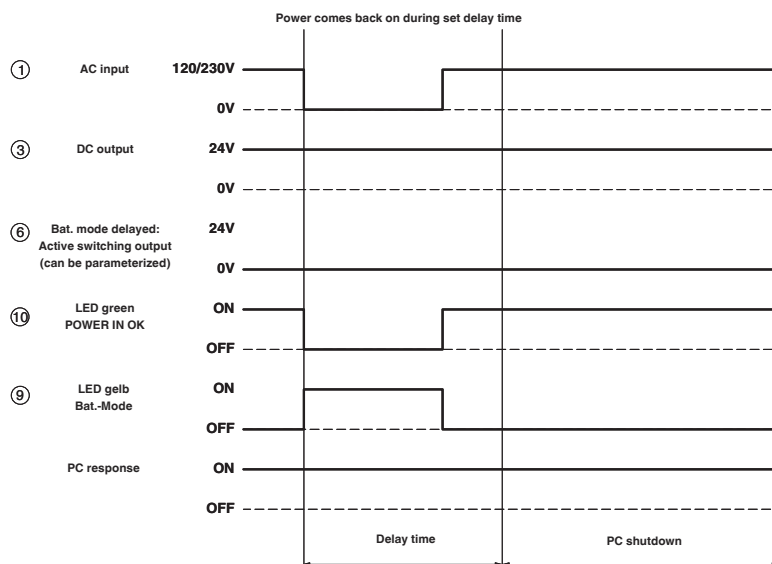 Power comes back on during set delay time
1 AC input 120/230V
0V
3 DC output 24V
0V
6 Bat. mode delayed: 24V
Active switching output
(can be parameterized) 0V
10 LED green ON
POWER IN OK
OFF
9 LED gelb ON
Bat.-Mode
OFF
PC response ON
OFF
Delay time PC shutdown